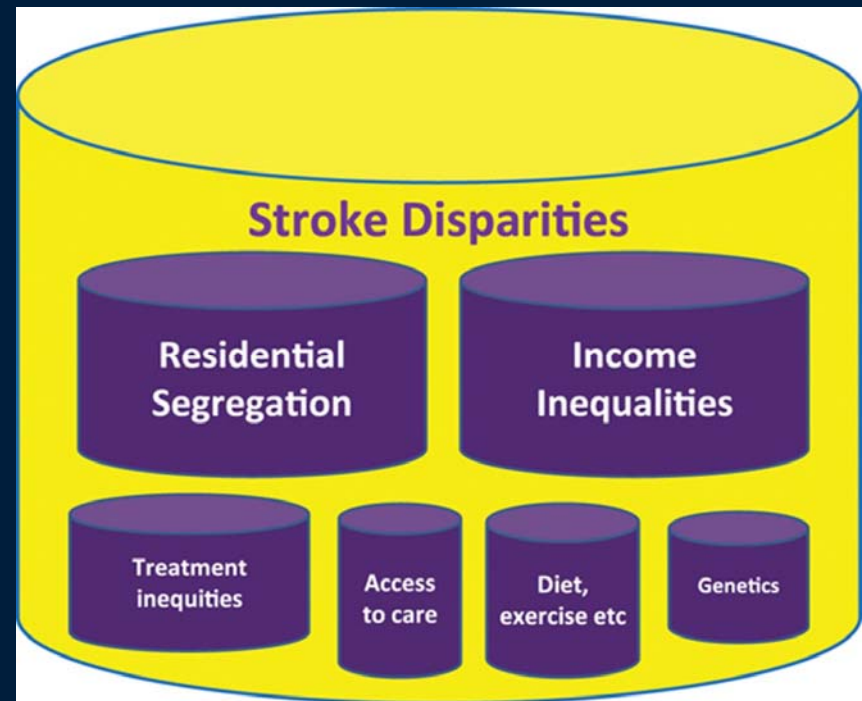 Stroke Disparities
Residential
Segregation
Income
Inequalities
Treatment
inequities
Access
to care
Diet,
exercise etc
Genetics